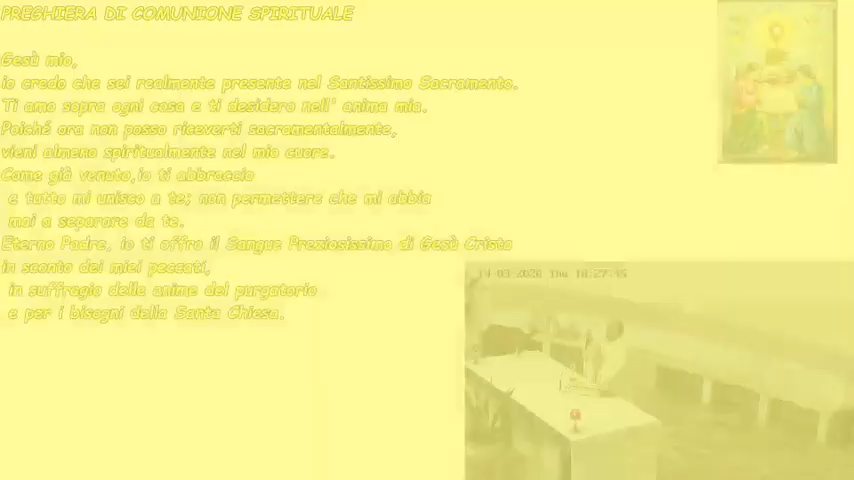 PREGHIERA DI COMUNIONE SPIRITUALE
Gesù mio,
io credo che sei realmente presente nel Santissimo Sacramento.
Ti amo sopra ogni cosa e ti desidero nell' anima mia.
Poiché ora non posso riceverti sacramentalmente,
vieni almeno spiritualmente nel mio cuore.
Come già venuto,io ti abbraccio
e tutto mi unisco a te; non permettere che mi abbia
mai a separare da te.
Eterno Padre, io ti offro il Sangue Preziosissimo di Gesù Cristo
in sconto dei miei peccati,
in suffragio delle anime del purgatorio
e per i bisogni della Santa Chiesa.
2020 Thu 18:27: